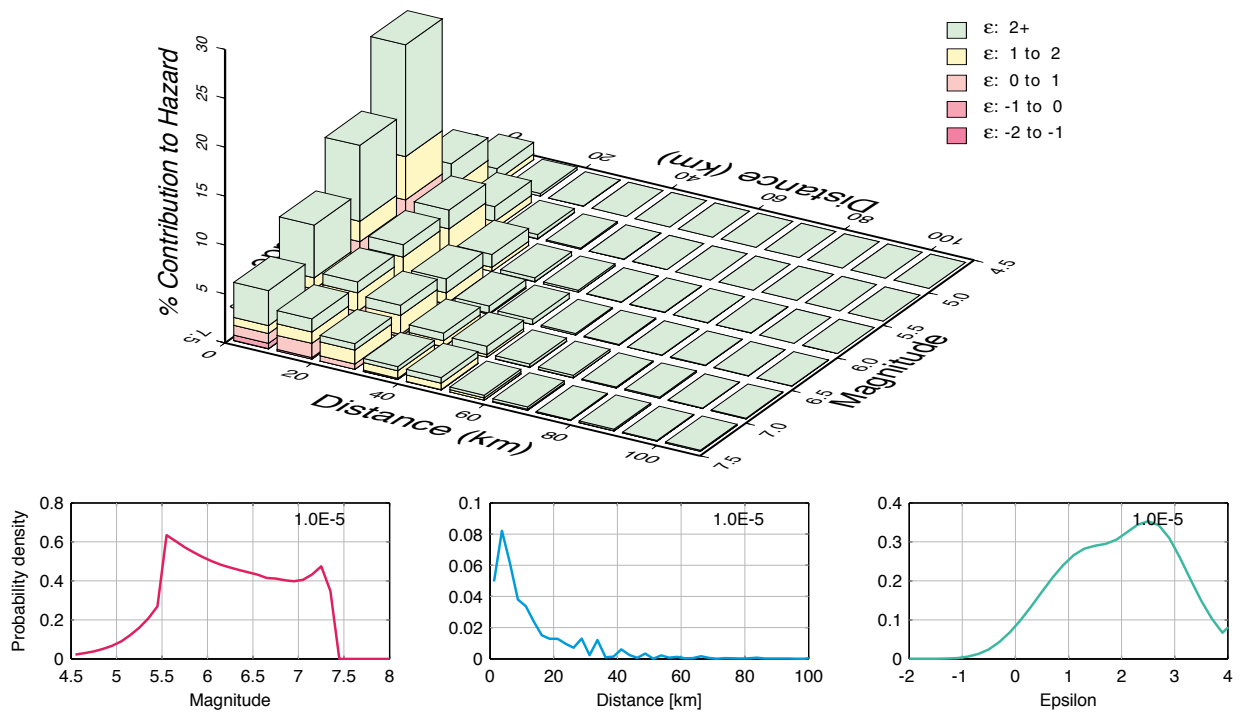 % Contribution to Hazard
30
25
20
15
10
5
0
ε: 2+
ε: 1 to 2
ε: 0 to 1
ε: -1 to 0
ε: -2 to -1
20
40
60
80
100
Distance (km)
4.5
5.0
5.5
6.0
6.5
7.0
7.5
Magnitude
0
20
40
60
80
100
Distance (km)
7.5
Probability density
0.8
0.6
0.4
0.2
0
1.0E-5
4.5 5 5.5 6 6.5 7 7.5 8
Magnitude
0.1
0.08
0.06
0.04
0.02
0
1.0E-5
0 20 40 60 80 100
Distance [km]
0.4
0.3
0.2
0.1
0
1.0E-5
-2 -1 0 1 2 3 4
Epsilon